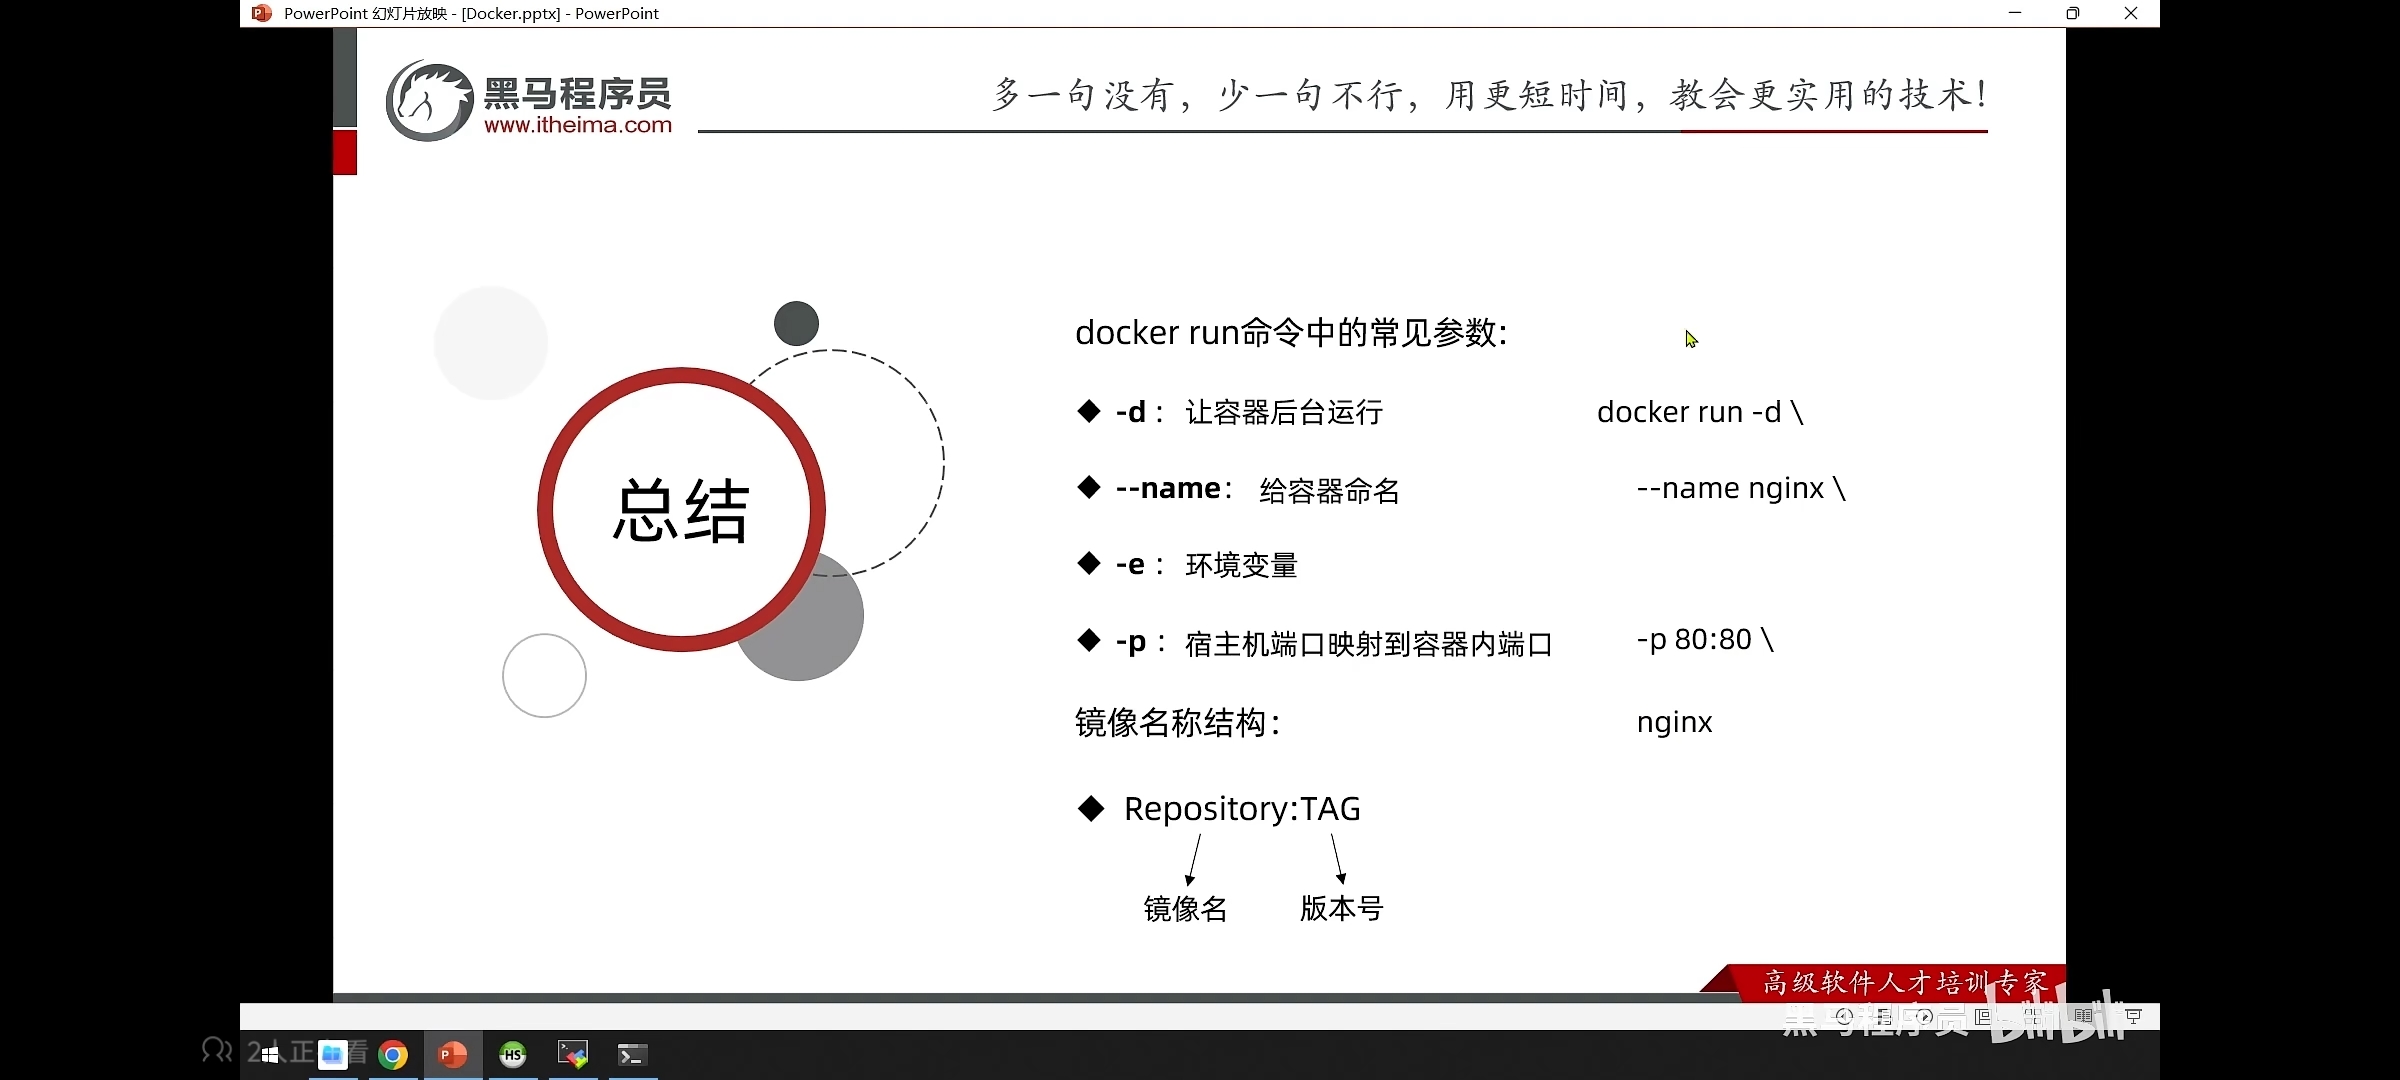 PowerPoint 幻灯片放映 - [Docker.pptx] - PowerPoint
黑马程序员
www.itheima.com
多一句没有，少一句不行，用更短时间，教会更实用的技术！
总结
docker run命令中的常见参数:
◆ -d： 让容器后台运行
docker run -d \
◆ --name： 给容器命名
--name nginx \
◆ -e： 环境变量
◆ -p： 宿主机端口映射到容器内端口
-p 80:80 \
镜像名称结构：
nginx
◆ Repository:TAG
镜像名
版本号
高级软件人才培训专家
黑马程序员 bilibili
HS